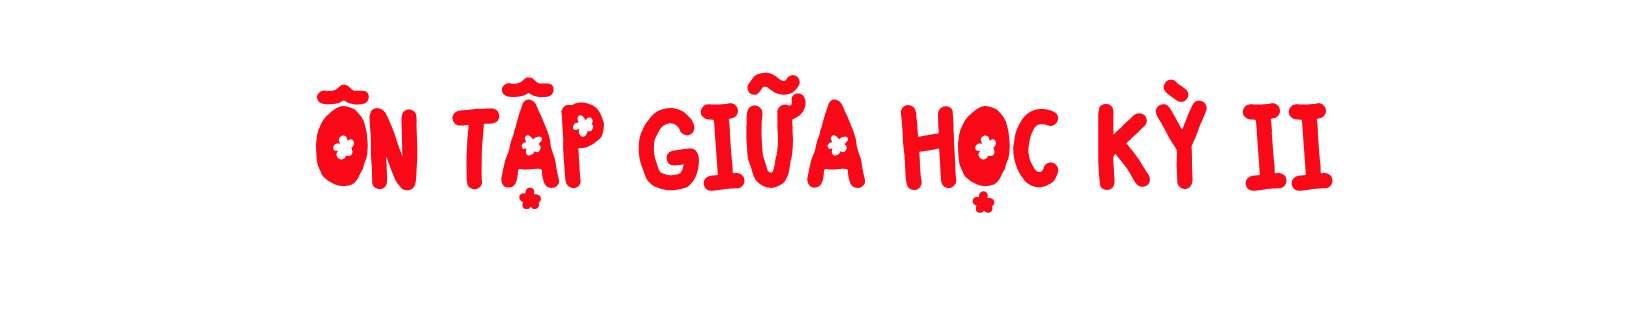 ÔN TẬP GIỮA HỌC KỲ II